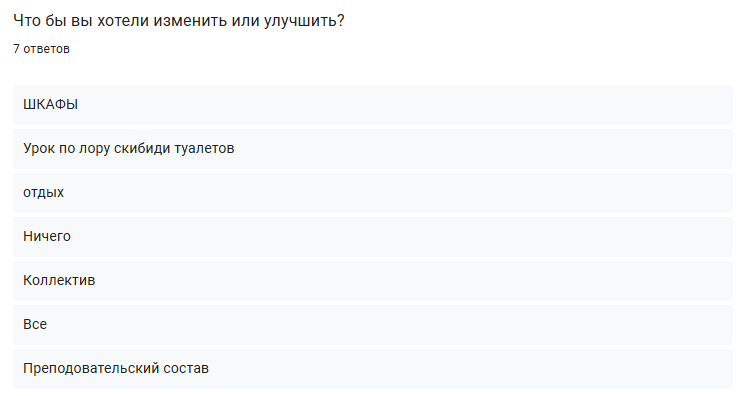 Что бы вы хотели изменить или улучшить?
7 ответов
ШКАФЫ
Урок по лору скибиди туалетов
отдых
Ничего
Коллектив
Все
Преподовательский состав